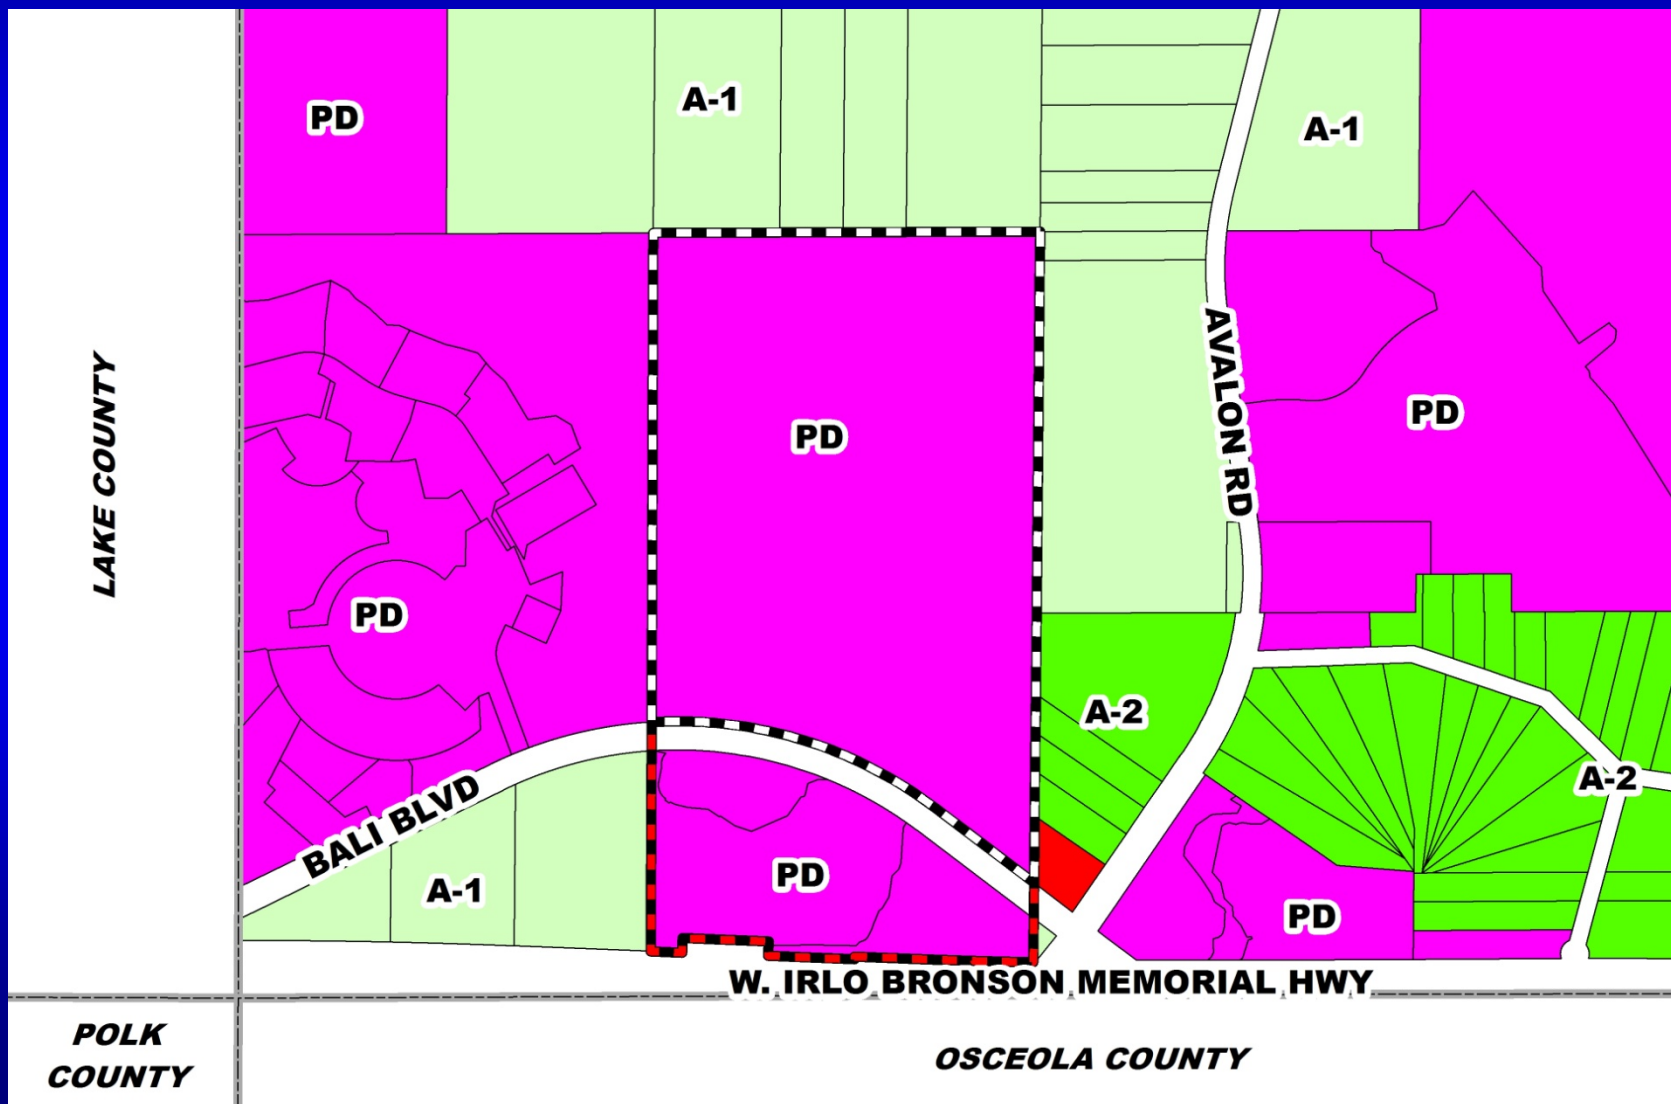 A-1
PD
A-1
AVALON RD
LAKE COUNTY
PD
PD
PD
A-2
A-2
BALI BLVD
PD
A-1
PD
W. IRLO BRONSON MEMORIAL HWY
POLK
COUNTY
OSCEOLA COUNTY